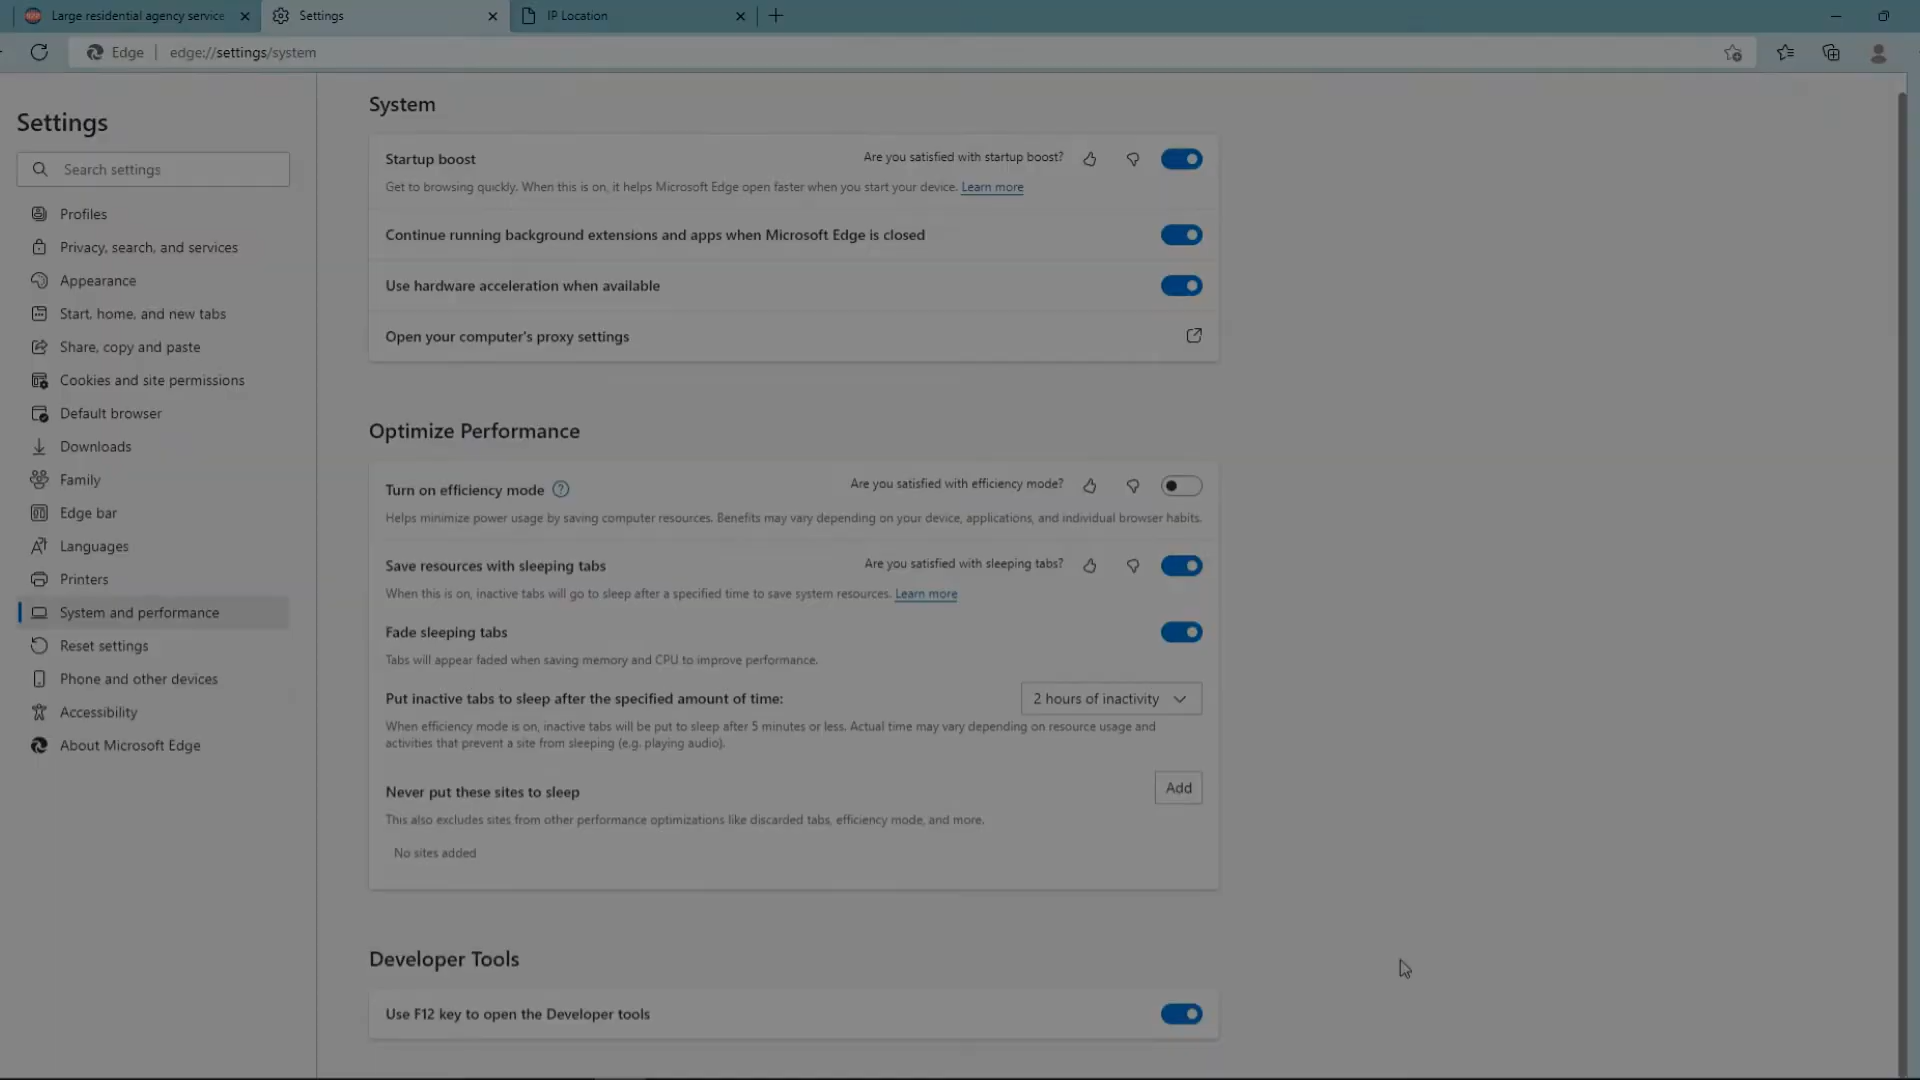 Large residential agency service
Settings
IP Location
Edge
edge://settings/system
Settings
Search settings
Profiles
Privacy, search, and services
Appearance
Start, home, and new tabs
Share, copy and paste
Cookies and site permissions
Default browser
Downloads
Family
Edge bar
Languages
Printers
System and performance
Reset settings
Phone and other devices
Accessibility
About Microsoft Edge
System
Startup boost
Are you satisfied with startup boost?
Get to browsing quickly. When this is on, it helps Microsoft Edge open faster when you start your device. Learn more
Continue running background extensions and apps when Microsoft Edge is closed
Use hardware acceleration when available
Open your computer's proxy settings
Optimize Performance
Turn on efficiency mode
Are you satisfied with efficiency mode?
Helps minimize power usage by saving computer resources. Benefits may vary depending on your device, applications, and individual browser habits.
Save resources with sleeping tabs
Are you satisfied with sleeping tabs?
When this is on, inactive tabs will go to sleep after a specified time to save system resources. Learn more
Fade sleeping tabs
Tabs will appear faded when saving memory and CPU to improve performance.
Put inactive tabs to sleep after the specified amount of time:
2 hours of inactivity
When efficiency mode is on, inactive tabs will be put to sleep after 5 minutes or less. Actual time may vary depending on resource usage and
activities that prevent a site from sleeping (e.g. playing audio).
Never put these sites to sleep
Add
This also excludes sites from other performance optimizations like discarded tabs, efficiency mode, and more.
No sites added
Developer Tools
Use F12 key to open the Developer tools